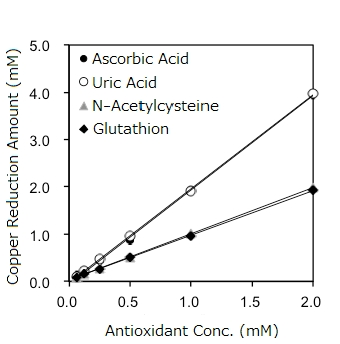 5.0
4.0
3.0
2.0
1.0
0.0
Copper Reduction Amount (mM)
Ascorbic Acid
Uric Acid
N-Acetylcysteine
Glutathion
0.0 0.5 1.0 1.5 2.0
Antioxidant Conc. (mM)